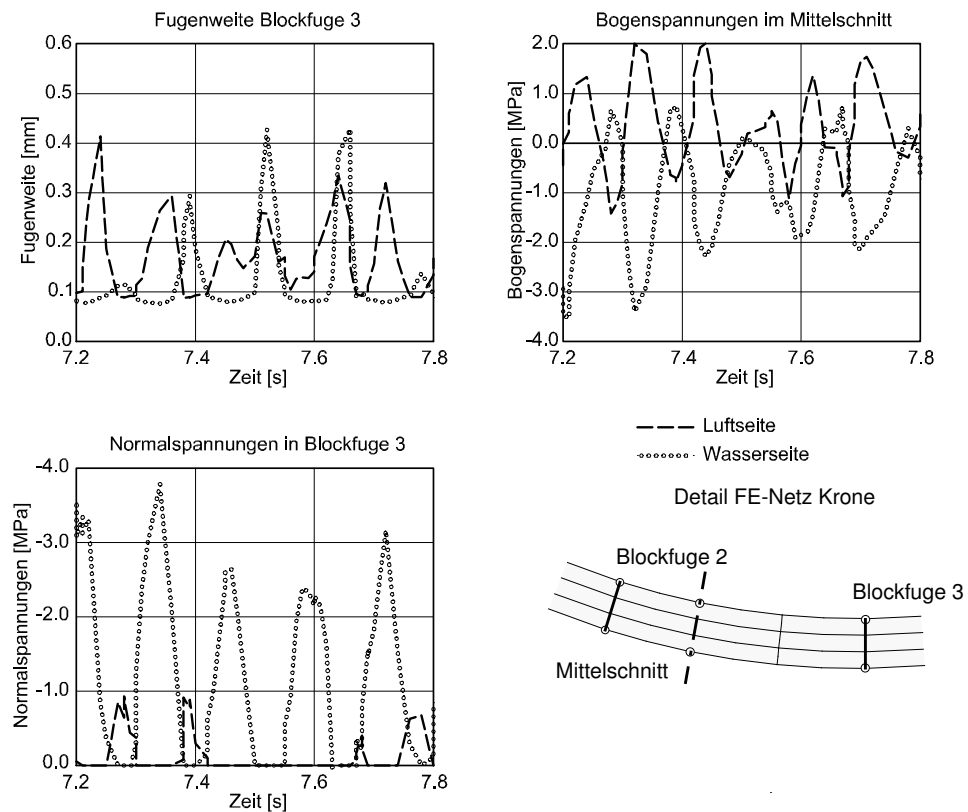 Fugenweite Blockfuge 3
Fugenweite [mm]
0.6
0.5
0.4
0.3
0.2
0.1
0.0
7.2
7.4
7.6
7.8
Zeit [s]
Bogenspannungen im Mittelschnitt
Bogenspannungen [MPa]
2.0
1.0
0.0
-1.0
-2.0
-3.0
-4.0
7.2
7.4
7.6
7.8
Zeit [s]
Normalspannungen in Blockfuge 3
Normalspannungen [MPa]
-4.0
-3.0
-2.0
-1.0
0.0
7.2
7.4
7.6
7.8
Zeit [s]
Luftseite
Wasserseite
Detail FE-Netz Krone
Blockfuge 2
Blockfuge 3
Mittelschnitt